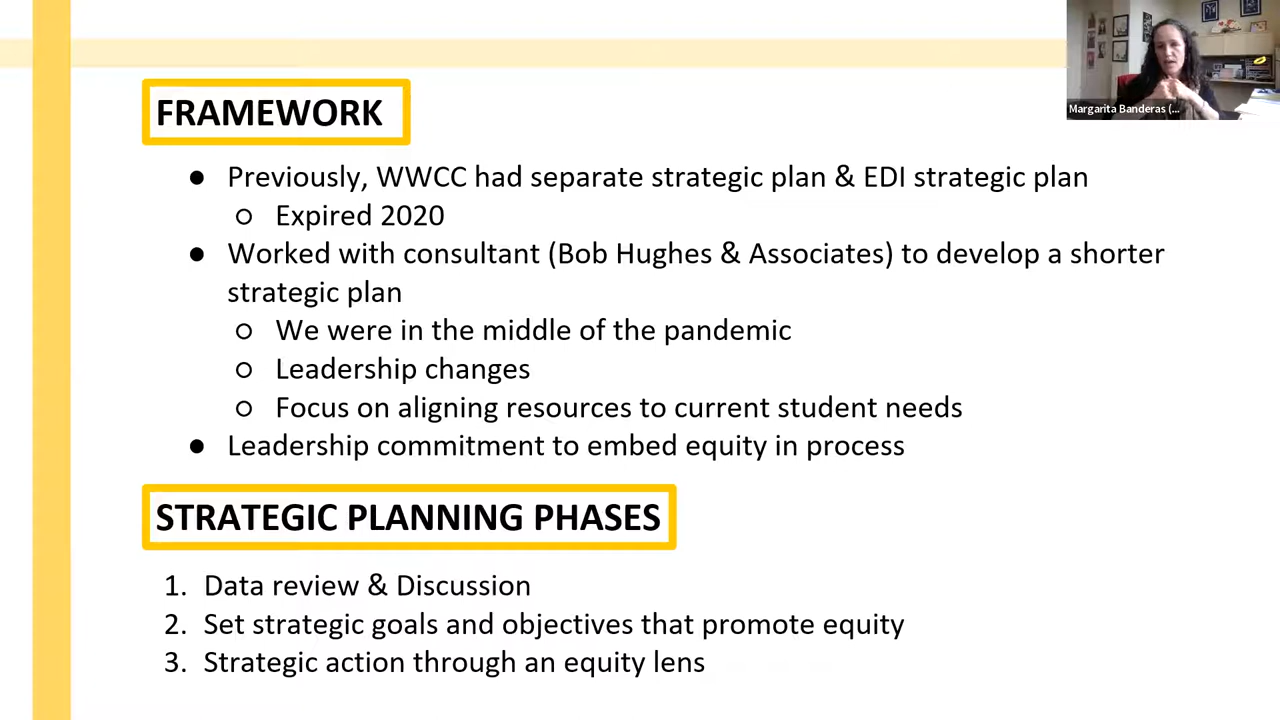 Margarita Banderas (...
FRAMEWORK
● Previously, WWCC had separate strategic plan & EDI strategic plan
○ Expired 2020
● Worked with consultant (Bob Hughes & Associates) to develop a shorter
strategic plan
○ We were in the middle of the pandemic
○ Leadership changes
○ Focus on aligning resources to current student needs
● Leadership commitment to embed equity in process
STRATEGIC PLANNING PHASES
1. Data review & Discussion
2. Set strategic goals and objectives that promote equity
3. Strategic action through an equity lens